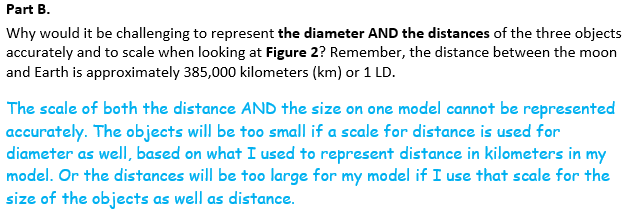 Part B.
Why would it be challenging to represent the diameter AND the distances of the three objects
accurately and to scale when looking at Figure 2? Remember, the distance between the moon
and Earth is approximately 385,000 kilometers (km) or 1 LD.
The scale of both the distance AND the size on one model cannot be represented
accurately. The objects will be too small if a scale for distance is used for
diameter as well, based on what I used to represent distance in kilometers in my
model. Or the distances will be too large for my model if I use that scale for the
size of the objects as well as distance.